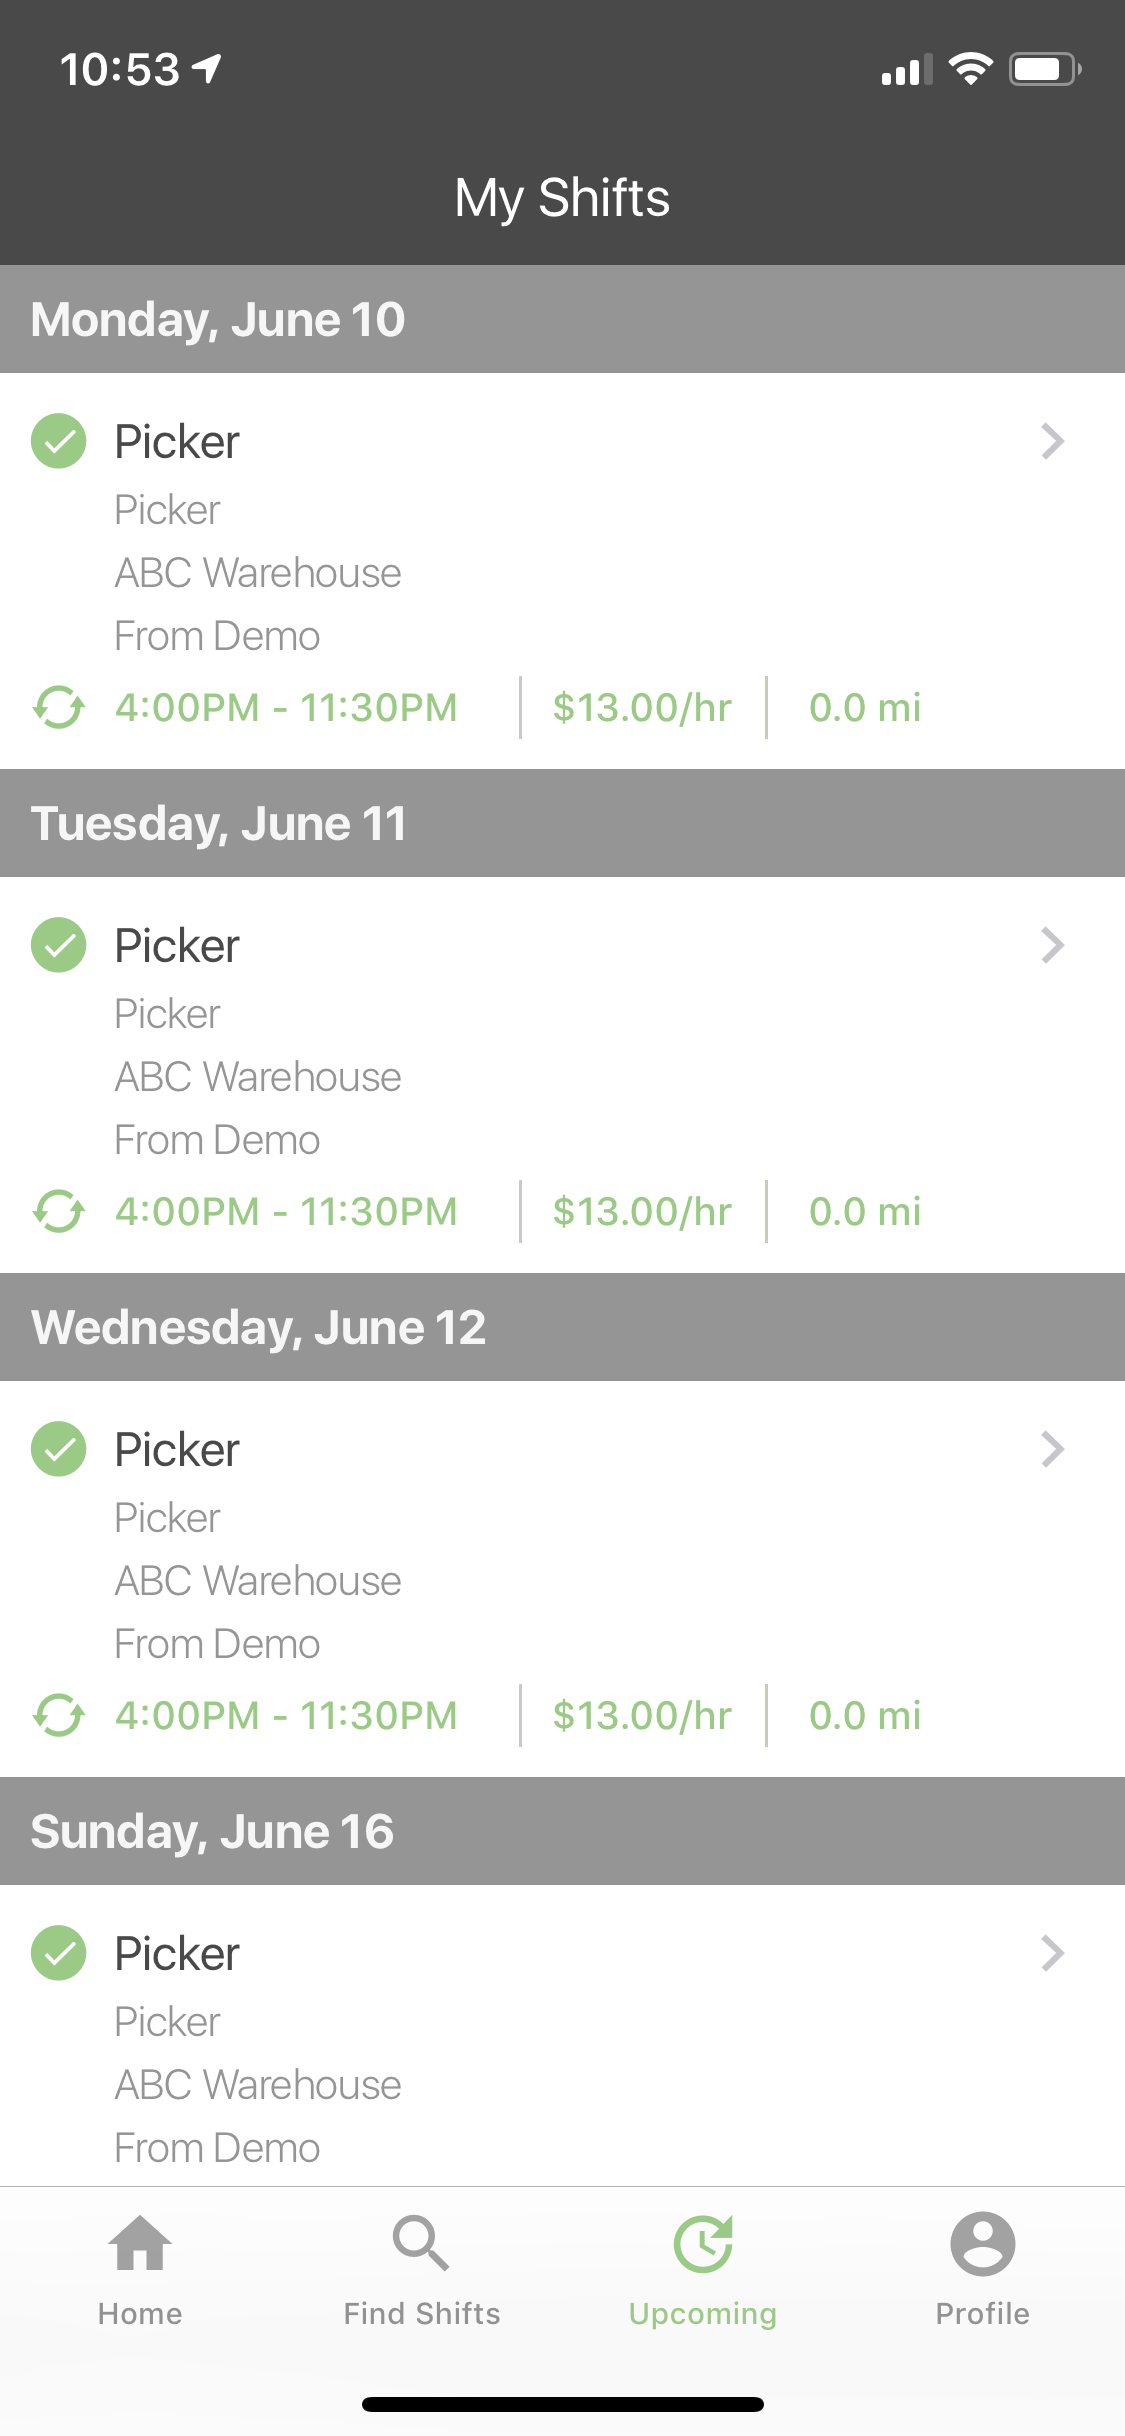 10:53
My Shifts
Monday, June 10
Picker
Picker
ABC Warehouse
From Demo
4:00PM - 11:30PM $13.00/hr 0.0 mi
Tuesday, June 11
Picker
Picker
ABC Warehouse
From Demo
4:00PM - 11:30PM $13.00/hr 0.0 mi
Wednesday, June 12
Picker
Picker
ABC Warehouse
From Demo
4:00PM - 11:30PM $13.00/hr 0.0 mi
Sunday, June 16
Picker
Picker
ABC Warehouse
From Demo
Home Find Shifts Upcoming Profile